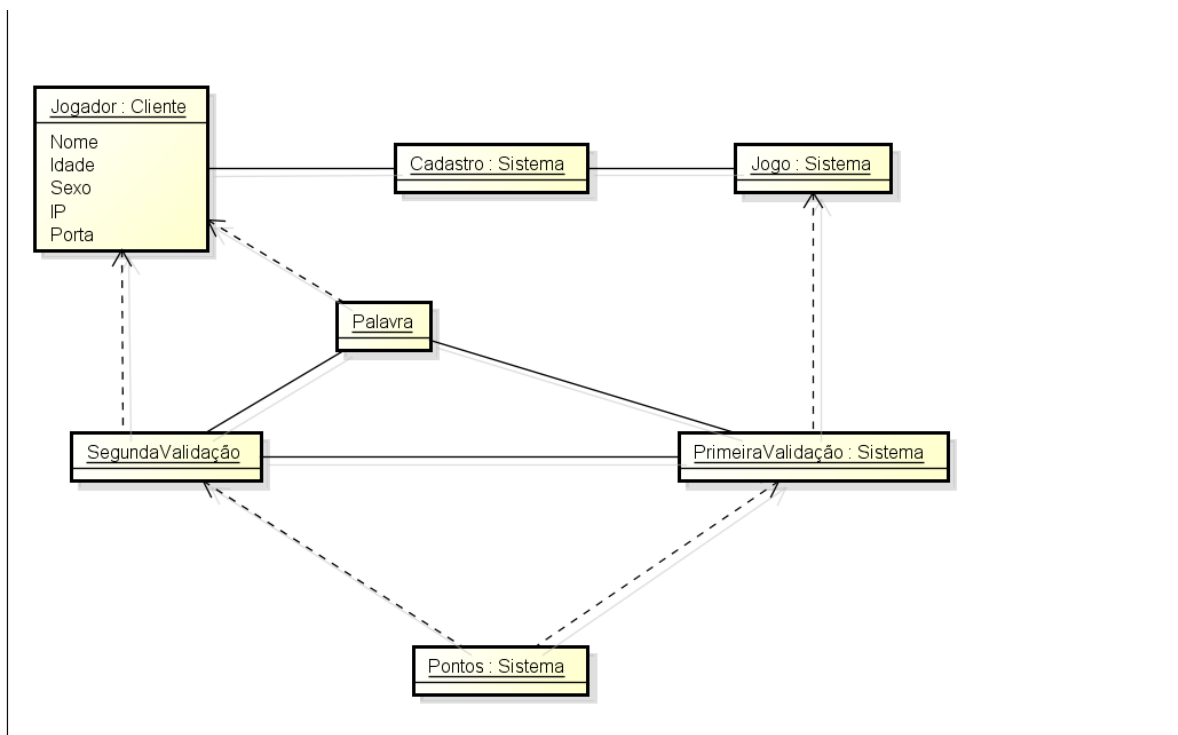 Jogador : Cliente
Nome
Idade
Sexo
IP
Porta
Cadastro : Sistema
Jogo : Sistema
Palavra
SegundaValidação
PrimeiraValidação : Sistema
Pontos : Sistema